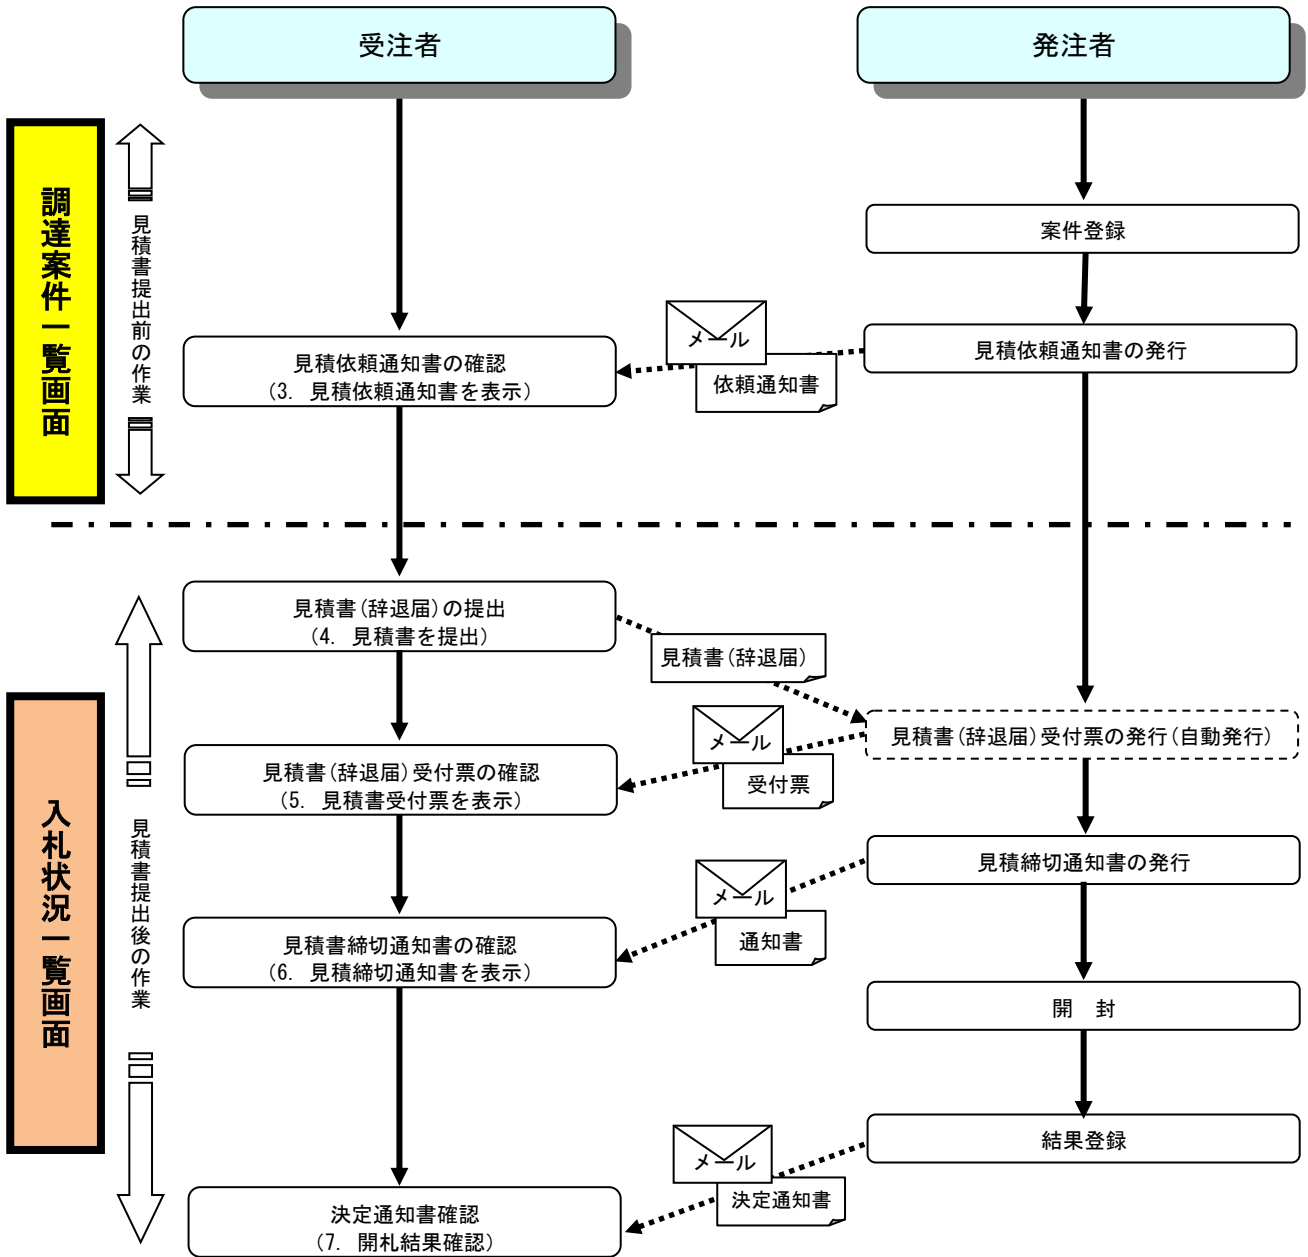 受注者
発注者
調達案件一覧画面
見積書提出前の作業
案件登録
見積依頼通知書の発行
メール
依頼通知書
見積依頼通知書の確認
(3. 見積依頼通知書を表示)
見積書(辞退届)の提出
(4. 見積書を提出)
見積書(辞退届)
見積書(辞退届)受付票の発行(自動発行)
メール
受付票
見積書(辞退届)受付票の確認
(5. 見積書受付票を表示)
入札状況一覧画面
見積書提出後の作業
見積締切通知書の発行
メール
通知書
見積書締切通知書の確認
(6. 見積締切通知書を表示)
開　封
結果登録
メール
決定通知書
決定通知書確認
(7. 開札結果確認)